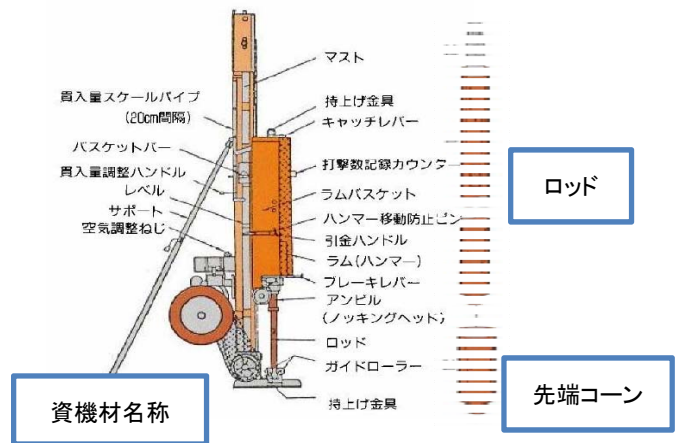 マスト
貫入量スケールパイプ
(20cm間隔)
持上げ金具
キャッチレバー
バスケットバー
打撃数記録カウンター
貫入量調整ハンドル
ラムバスケット
レベル
ハンマー移動防止ピン
サポート
引金ハンドル
空気調整ねじ
ラム(ハンマー)
ブレーキレバー
アンビル
(ノッキングヘッド)
ロッド
ガイドローラー
持上げ金具
ロッド
先端コーン
資機材名称